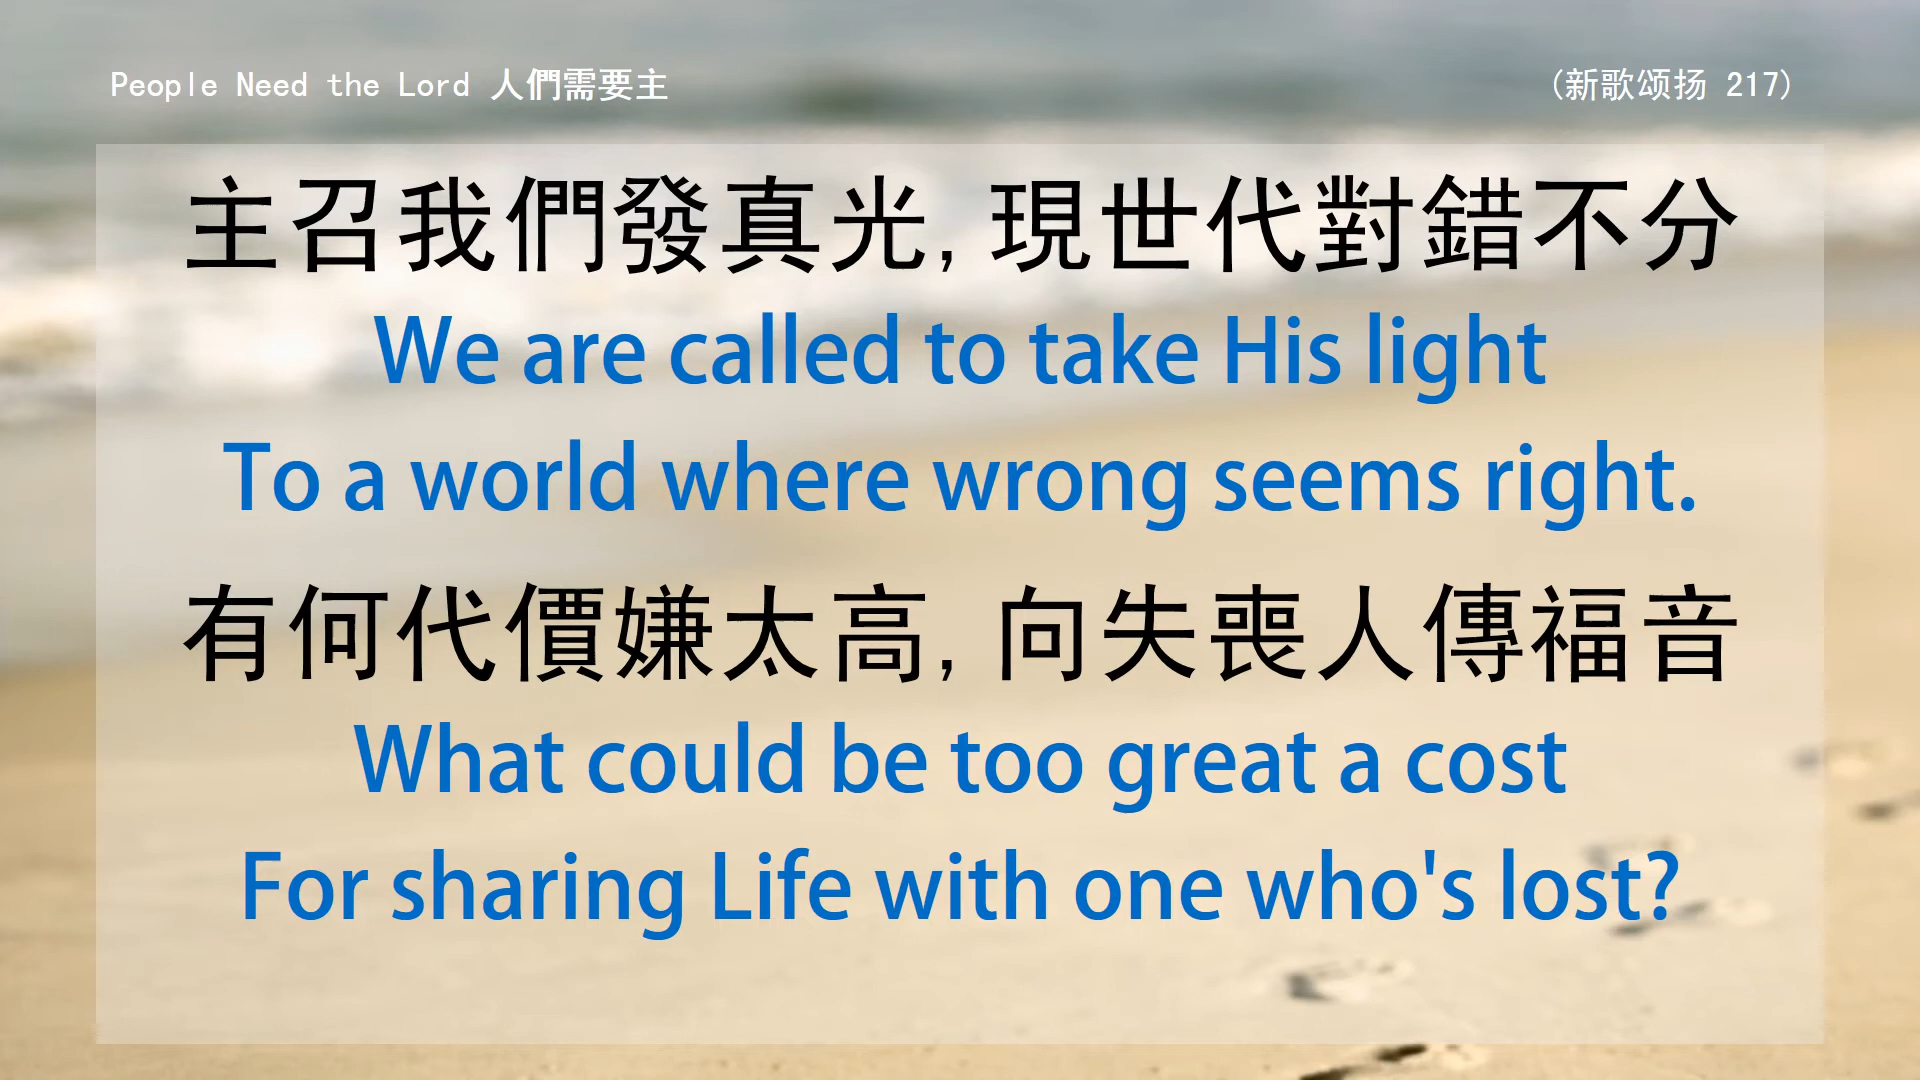 People Need the Lord 人們需要主 (新歌颂扬 217)
主召我們發真光,現世代對錯不分
We are called to take His light
To a world where wrong seems right.
有何代價嫌太高,向失喪人傳福音
What could be too great a cost
For sharing Life with one who's lost?